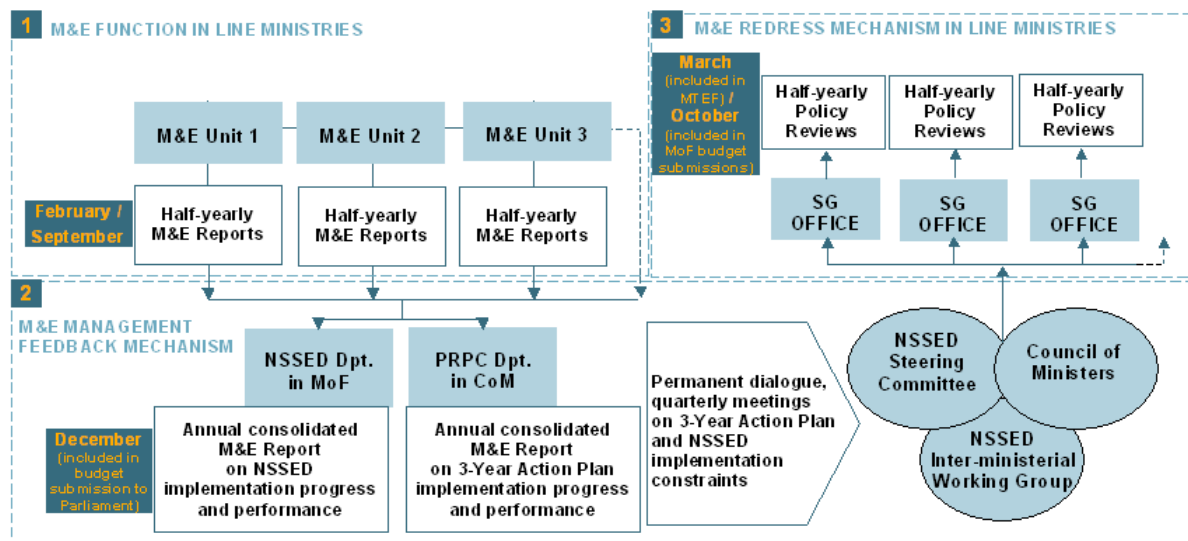 1
M&E FUNCTION IN LINE MINISTRIES
M&E Unit 1
M&E Unit 2
M&E Unit 3
February /
September
Half-yearly
M&E Reports
Half-yearly
M&E Reports
Half-yearly
M&E Reports
2
M&E MANAGEMENT
FEEDBACK MECHANISM
NSSED Dpt.
in MoF
PRPC Dpt.
in CoM
December
(included in
budget
submission to
Parliament)
Annual consolidated
M&E Report
on NSSED
implementation progress
and performance
Annual consolidated
M&E Report
on 3-Year Action Plan
implementation progress
and performance
Permanent dialogue,
quarterly meetings
on 3-Year Action Plan
and NSSED
implementation
constraints
NSSED
Steering
Committee
Council of
Ministers
NSSED
Inter-ministerial
Working Group
3
M&E REDRESS MECHANISM IN LINE MINISTRIES
March
(included in
MTEF) /
October
(included in
MoF budget
submissions)
Half-yearly
Policy
Reviews
Half-yearly
Policy
Reviews
Half-yearly
Policy
Reviews
SG
OFFICE
SG
OFFICE
SG
OFFICE